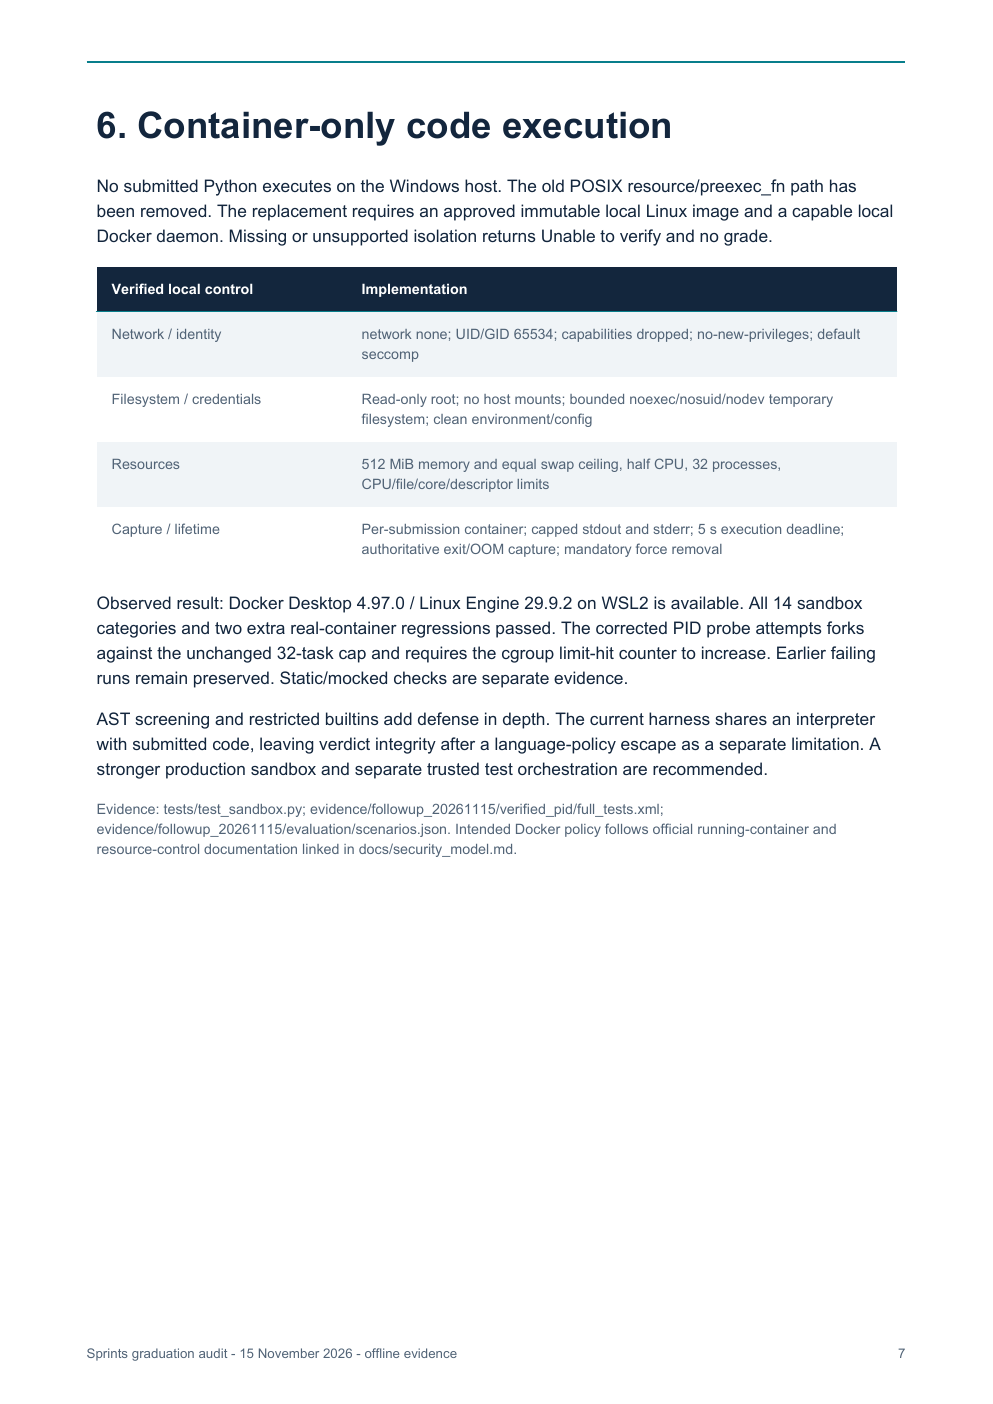 6. Container-only code execution
No submitted Python executes on the Windows host. The old POSIX resource/preexec_fn path has
been removed. The replacement requires an approved immutable local Linux image and a capable local
Docker daemon. Missing or unsupported isolation returns Unable to verify and no grade.
Verified local control Implementation
Network / identity network none; UID/GID 65534; capabilities dropped; no-new-privileges; default
seccomp
Filesystem / credentials Read-only root; no host mounts; bounded noexec/nosuid/nodev temporary
filesystem; clean environment/config
Resources 512 MiB memory and equal swap ceiling, half CPU, 32 processes,
CPU/file/core/descriptor limits
Capture / lifetime Per-submission container; capped stdout and stderr; 5 s execution deadline;
authoritative exit/OOM capture; mandatory force removal
Observed result: Docker Desktop 4.97.0 / Linux Engine 29.9.2 on WSL2 is available. All 14 sandbox
categories and two extra real-container regressions passed. The corrected PID probe attempts forks
against the unchanged 32-task cap and requires the cgroup limit-hit counter to increase. Earlier failing
runs remain preserved. Static/mocked checks are separate evidence.
AST screening and restricted builtins add defense in depth. The current harness shares an interpreter
with submitted code, leaving verdict integrity after a language-policy escape as a separate limitation. A
stronger production sandbox and separate trusted test orchestration are recommended.
Evidence: tests/test_sandbox.py; evidence/followup_20261115/verified_pid/full_tests.xml;
evidence/followup_20261115/evaluation/scenarios.json. Intended Docker policy follows official running-container and
resource-control documentation linked in docs/security_model.md.
Sprints graduation audit - 15 November 2026 - offline evidence 7